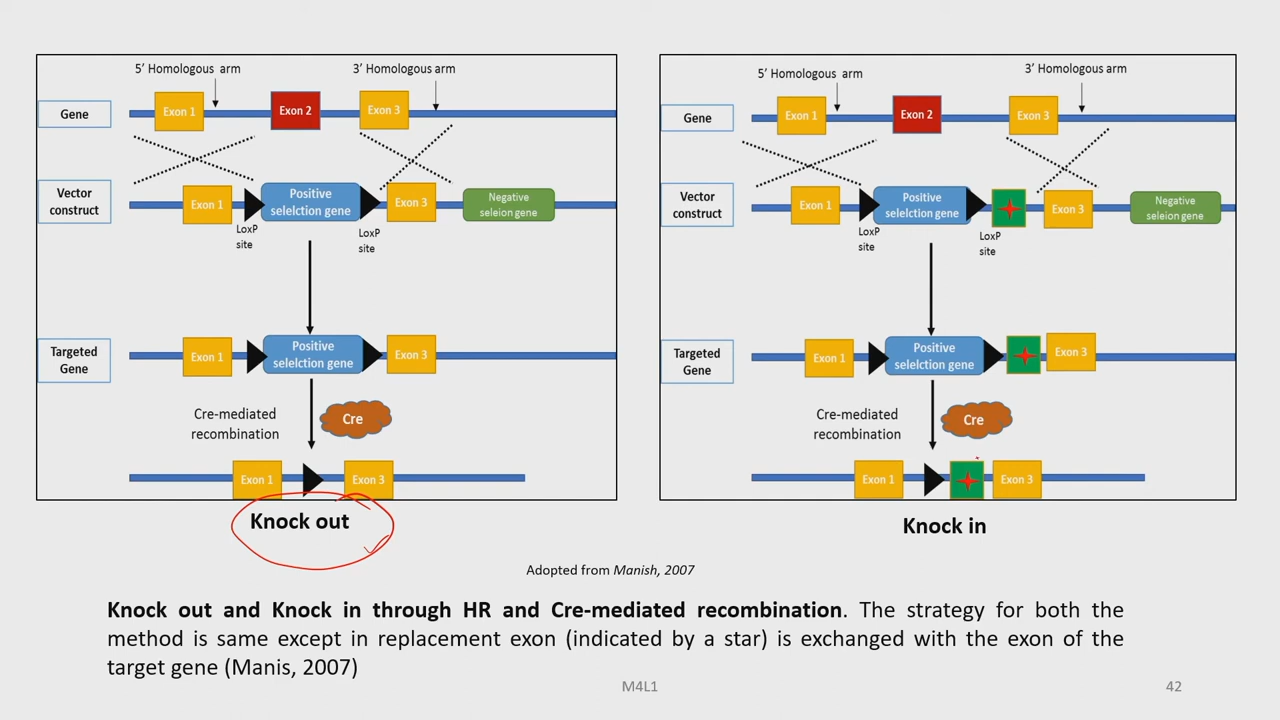 5’ Homologous arm
3’ Homologous arm
Gene
Exon 1
Exon 2
Exon 3
Vector
construct
Exon 1
Positive
selelction gene
Exon 3
Negative
seleion gene
LoxP
site
LoxP
site
Targeted
Gene
Exon 1
Positive
selelction gene
Exon 3
Cre-mediated
recombination
Cre
Exon 1
Exon 3
Knock out
5’ Homologous arm
3’ Homologous arm
Gene
Exon 1
Exon 2
Exon 3
Vector
construct
Exon 1
Positive
selelction gene
Exon 3
Negative
seleion gene
LoxP
site
LoxP
site
Targeted
Gene
Exon 1
Positive
selelction gene
Exon 3
Cre-mediated
recombination
Cre
Exon 1
Exon 3
Knock in
Adopted from Manish, 2007
Knock out and Knock in through HR and Cre-mediated recombination. The strategy for both the
method is same except in replacement exon (indicated by a star) is exchanged with the exon of the
target gene (Manis, 2007)
M4L1
42